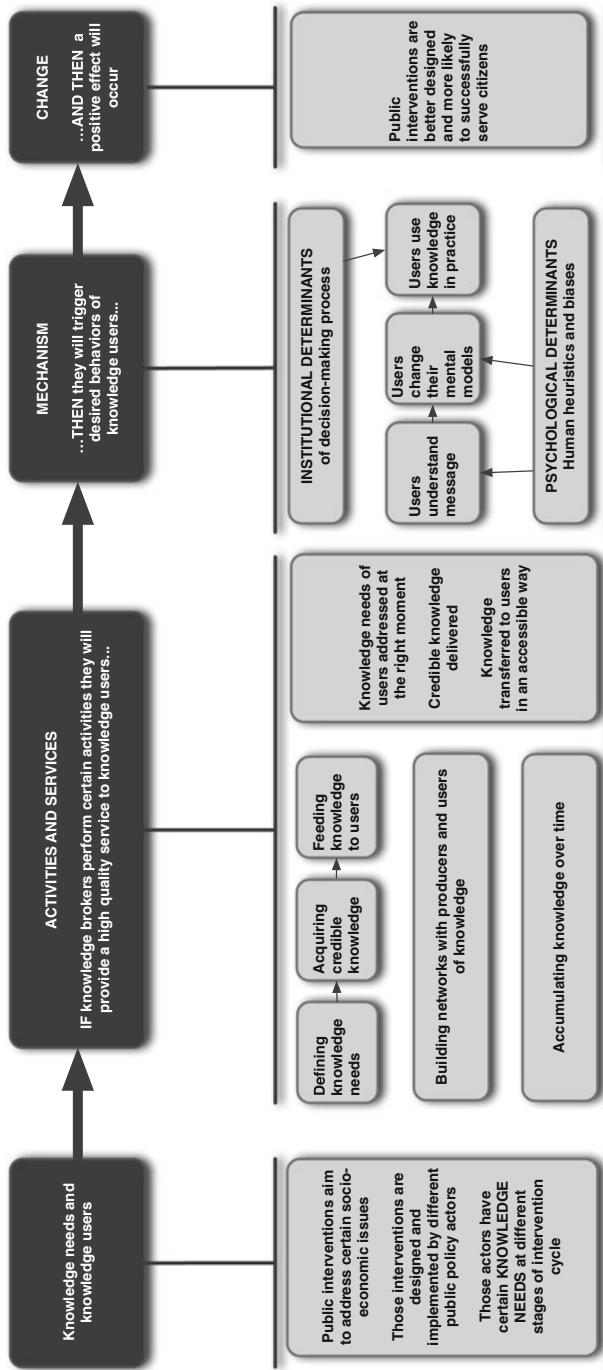 Knowledge needs and
knowledge users
Public interventions aim
to address certain socio-
economic issues
Those interventions are
designed and
implemented by different
public policy actors
Those actors have
certain KNOWLEDGE
NEEDS at different
stages of intervention
cycle
ACTIVITIES AND SERVICES
IF knowledge brokers perform certain activities they will
provide a high quality service to knowledge users...
Defining
knowledge
needs
Acquiring
credible
knowledge
Feeding
knowledge
to users
Building networks with producers and users
of knowledge
Accumulating knowledge over time
Knowledge needs of
users addressed at
the right moment
Credible knowledge
delivered
Knowledge
transferred to users
in an accessible way
MECHANISM
...THEN they will trigger
desired behaviors of
knowledge users...
INSTITUTIONAL DETERMINANTS
of decision-making process
Users
understand
message
Users
change
their
mental
models
Users use
knowledge
in practice
PSYCHOLOGICAL DETERMINANTS
Human heuristics and biases
CHANGE
...AND THEN a
positive effect will
occur
Public
interventions are
better designed
and more likely
to successfully
serve citizens